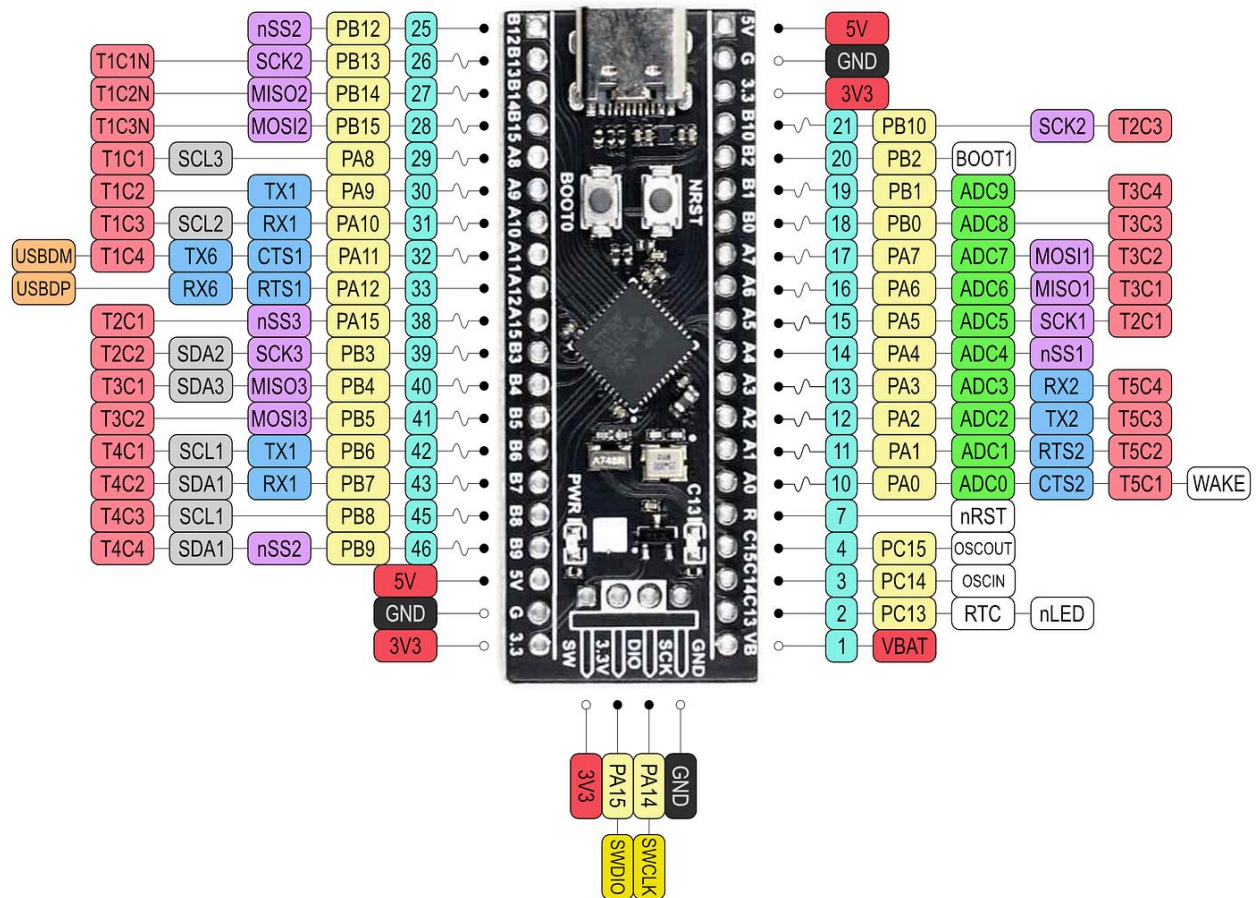 nSS2 PB12 25 B12 5V 5V
T1C1N SCK2 PB13 26 B13 G GND
T1C2N MISO2 PB14 27 B14 3.3 3V3
T1C3N MOSI2 PB15 28 B15 B10 21 PB10 SCK2 T2C3
T1C1 SCL3 PA8 29 A8 B2 20 PB2 BOOT1
T1C2 TX1 PA9 30 A9 BOOT0 NRST B1 19 PB1 ADC9 T3C4
T1C3 SCL2 RX1 PA10 31 A10 B0 18 PB0 ADC8 T3C3
USBDM T1C4 TX6 CTS1 PA11 32 A11 A7 17 PA7 ADC7 MOSI1 T3C2
USBDP RX6 RTS1 PA12 33 A12 A6 16 PA6 ADC6 MISO1 T3C1
T2C1 nSS3 PA15 38 A15 A5 15 PA5 ADC5 SCK1 T2C1
T2C2 SDA2 SCK3 PB3 39 B3 A4 14 PA4 ADC4 nSS1
T3C1 SDA3 MISO3 PB4 40 B4 A3 13 PA3 ADC3 RX2 T5C4
T3C2 MOSI3 PB5 41 B5 A2 12 PA2 ADC2 TX2 T5C3
T4C1 SCL1 TX1 PB6 42 B6 A1 11 PA1 ADC1 RTS2 T5C2
T4C2 SDA1 RX1 PB7 43 B7 A0 10 PA0 ADC0 CTS2 T5C1 WAKE
T4C3 SCL1 PB8 45 B8 PWR C13 R 7 nRST
T4C4 SDA1 nSS2 PB9 46 B9 C15 4 PC15 OSCOUT
5V 5V C14 3 PC14 OSCIN
GND G C13 2 PC13 RTC nLED
3V3 3.3 VB 1 VBAT
SW 3.3V DIO SCK GND
3V3 PA15 PA14 GND
SWDIO SWCLK